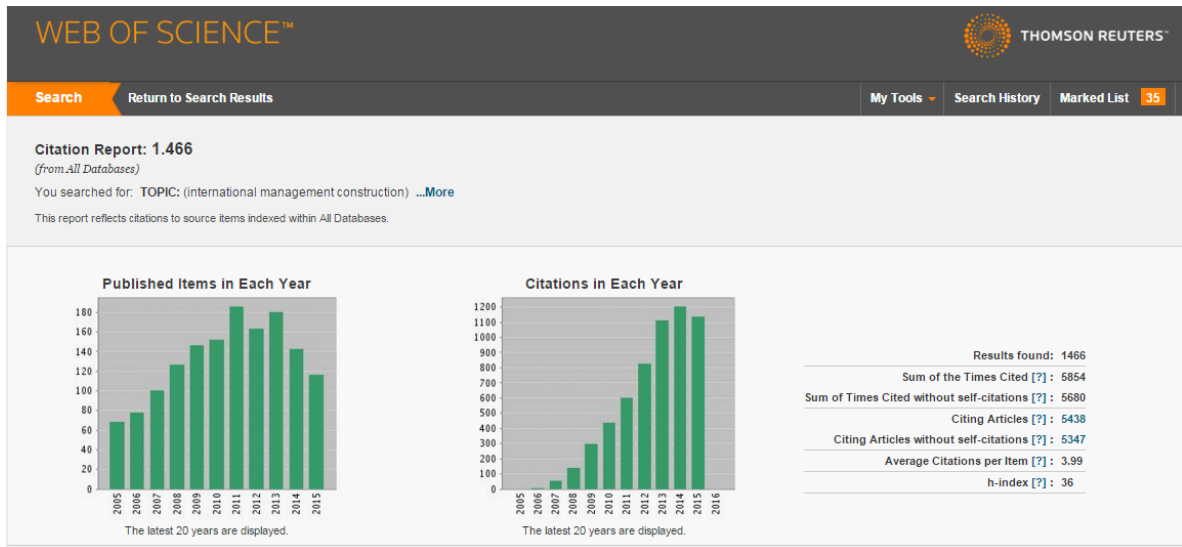 WEB OF SCIENCE™
THOMSON REUTERS™
Search
Return to Search Results
My Tools
Search History
Marked List 35
Citation Report: 1.466
(from All Databases)
You searched for: TOPIC: (international management construction) ...More
This report reflects citations to source items indexed within All Databases.
Published Items in Each Year
180
160
140
120
100
80
60
40
20
0
2005
2006
2007
2008
2009
2010
2011
2012
2013
2014
2015
The latest 20 years are displayed.
Citations in Each Year
1200
1100
1000
900
800
700
600
500
400
300
200
100
0
2005
2006
2007
2008
2009
2010
2011
2012
2013
2014
2015
2016
The latest 20 years are displayed.
Results found: 1466
Sum of the Times Cited [?] : 5854
Sum of Times Cited without self-citations [?] : 5680
Citing Articles [?] : 5438
Citing Articles without self-citations [?] : 5347
Average Citations per Item [?] : 3.99
h-index [?] : 36